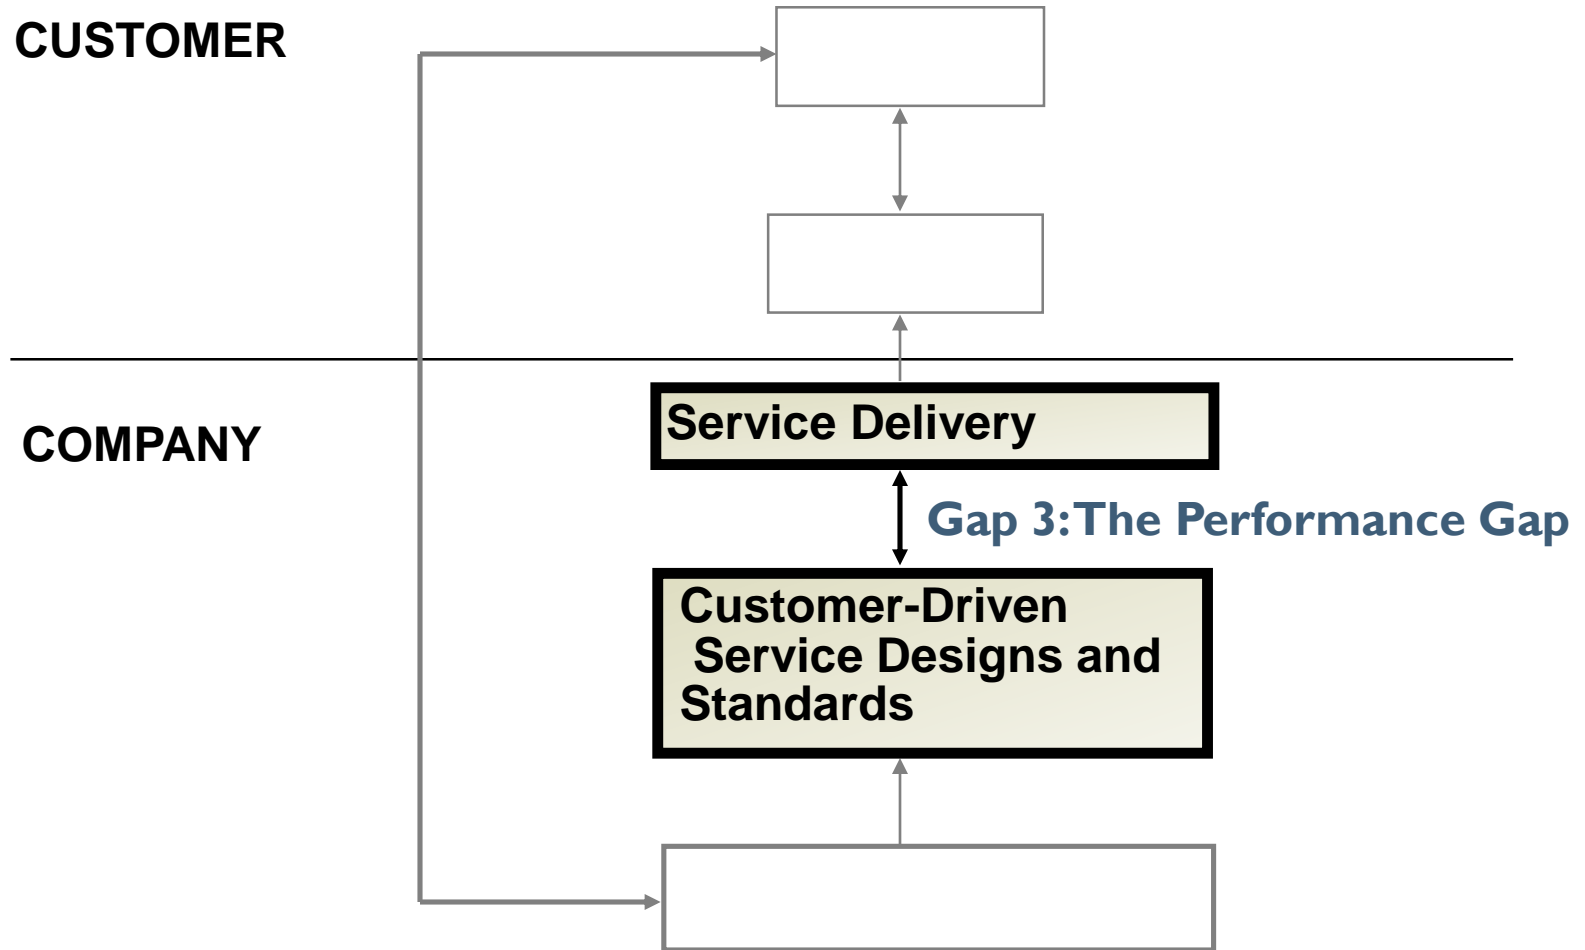 CUSTOMER
COMPANY
Service Delivery
Gap 3: The Performance Gap
Customer-Driven
Service Designs and
Standards